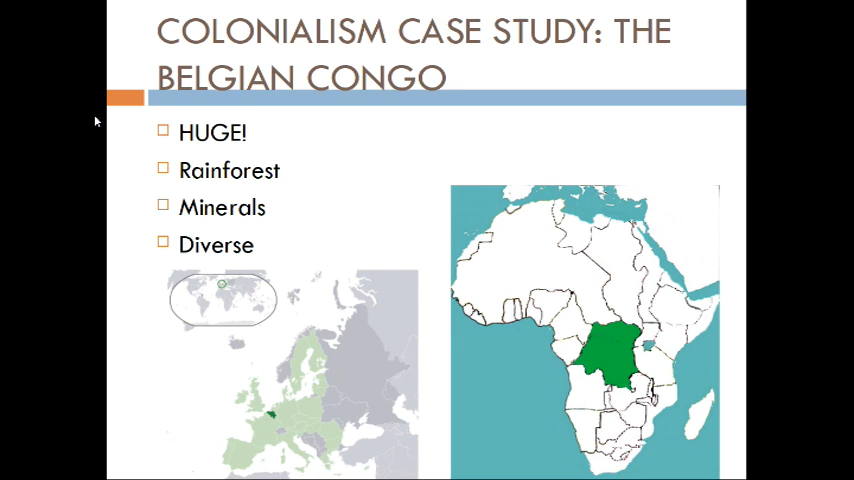 COLONIALISM CASE STUDY: THE
BELGIAN CONGO
HUGE!
Rainforest
Minerals
Diverse